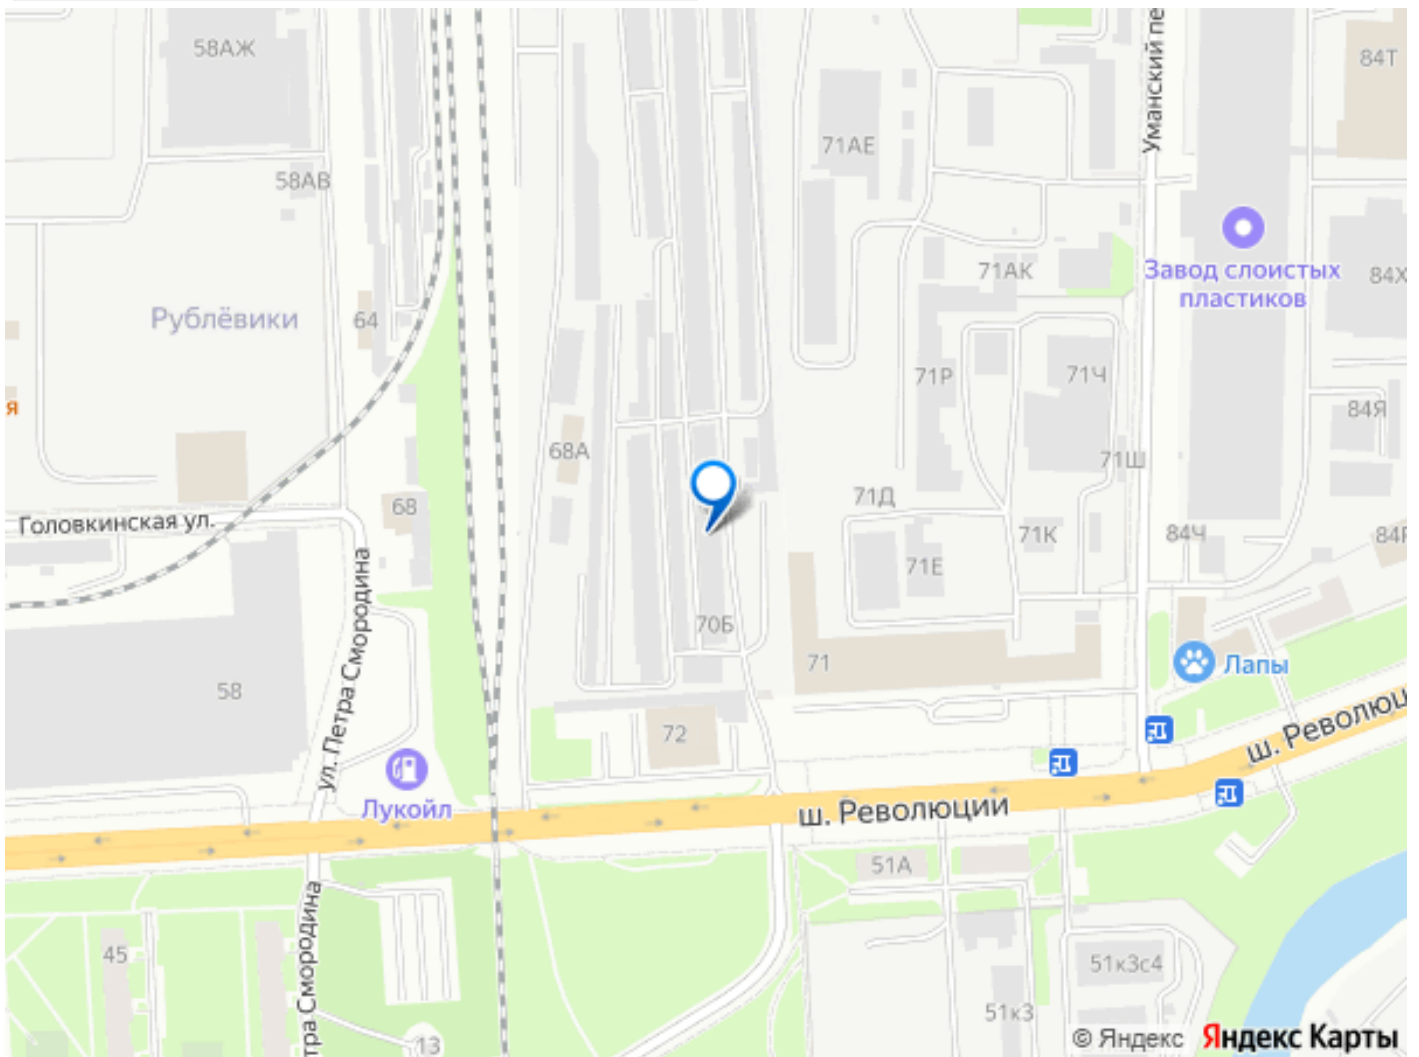 58АЖ
Уманский пе
84Т
71АЕ
58АВ
71АК
Завод слоистых
пластиков
84Х
Рублёвики
64
71Р
71Ч
я
84Я
68А
71Ш
71Д
68
Головкинская ул.
71К
84Ч
71Е
ул. Петра Смородина
70Б
71
Лапы
58
72
ш. Революц
Лукойл
ш. Революции
51А
тра Смородина
45
51к3с4
51к3
13
© Яндекс Яндекс Карты